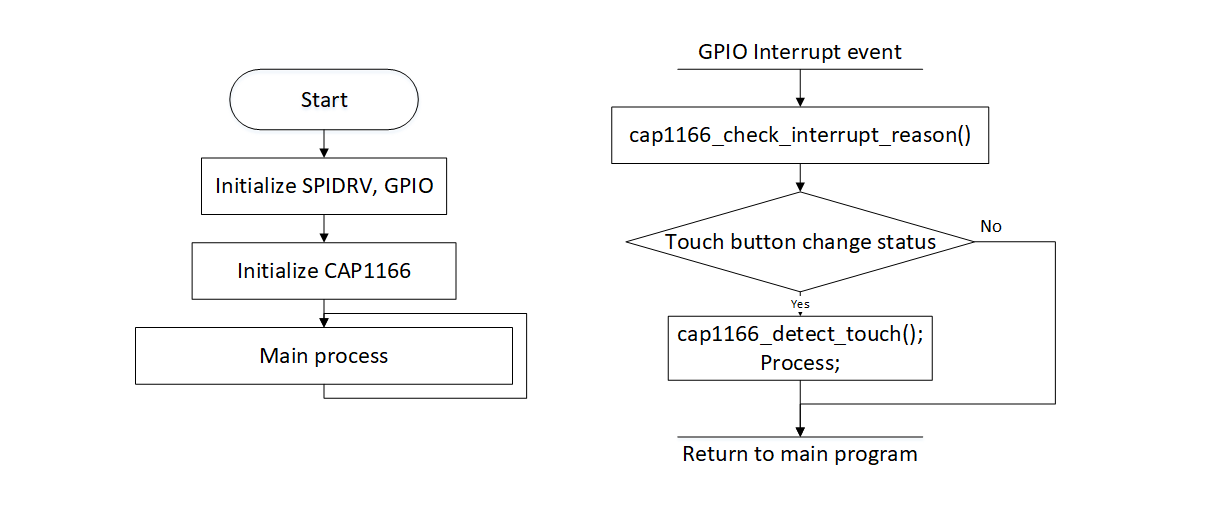 Start
Initialize SPIDRV, GPIO
Initialize CAP1166
Main process
GPIO Interrupt event
cap1166_check_interrupt_reason()
Touch button change status
No
Yes
cap1166_detect_touch();
Process;
Return to main program